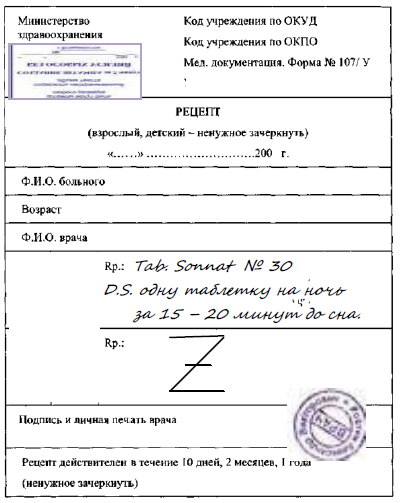 Министерство
здравоохранения
Код учреждения по ОКУД
Код учреждения по ОКПО
Мед. документация. Форма № 107/ У
РЕЦЕПТ
(взрослый, детский – ненужное зачеркнуть)
«……» ………………………200 г.
Ф.И.О. больного
Возраст
Ф.И.О. врача
Rp.: Tab. Sonnat № 30
D.S. одну таблетку на ночь
за 15 – 20 минут до сна.
Rp.:
Z
Подпись и личная печать врача
ВРАЧ
Рецепт действителен в течение 10 дней, 2 месяцев, 1 года
(ненужное зачеркнуть)